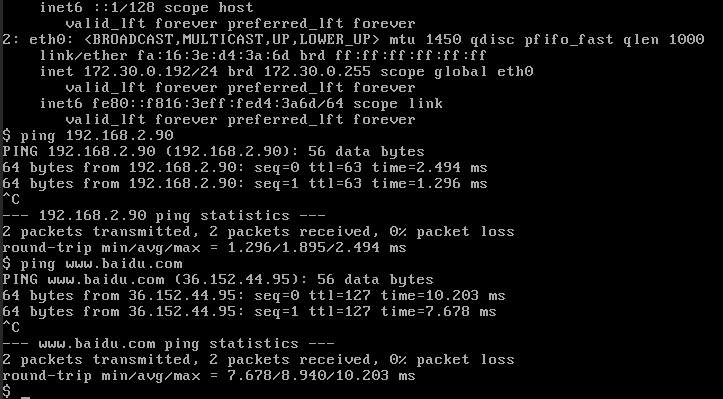 inet6 ::1/128 scope host
valid_lft forever preferred_lft forever
2: eth0: <BROADCAST,MULTICAST,UP,LOWER_UP> mtu 1450 qdisc pfifo_fast qlen 1000
link/ether fa:16:3e:d4:3a:6d brd ff:ff:ff:ff:ff:ff
inet 172.30.0.192/24 brd 172.30.0.255 scope global eth0
valid_lft forever preferred_lft forever
inet6 fe80::f816:3eff:fed4:3a6d/64 scope link
valid_lft forever preferred_lft forever
$ ping 192.168.2.90
PING 192.168.2.90 (192.168.2.90): 56 data bytes
64 bytes from 192.168.2.90: seq=0 ttl=63 time=2.494 ms
64 bytes from 192.168.2.90: seq=1 ttl=63 time=1.296 ms
^C
--- 192.168.2.90 ping statistics ---
2 packets transmitted, 2 packets received, 0% packet loss
round-trip min/avg/max = 1.296/1.895/2.494 ms
$ ping www.baidu.com
PING www.baidu.com (36.152.44.95): 56 data bytes
64 bytes from 36.152.44.95: seq=0 ttl=127 time=10.203 ms
64 bytes from 36.152.44.95: seq=1 ttl=127 time=7.678 ms
^C
--- www.baidu.com ping statistics ---
2 packets transmitted, 2 packets received, 0% packet loss
round-trip min/avg/max = 7.678/8.940/10.203 ms
$ _